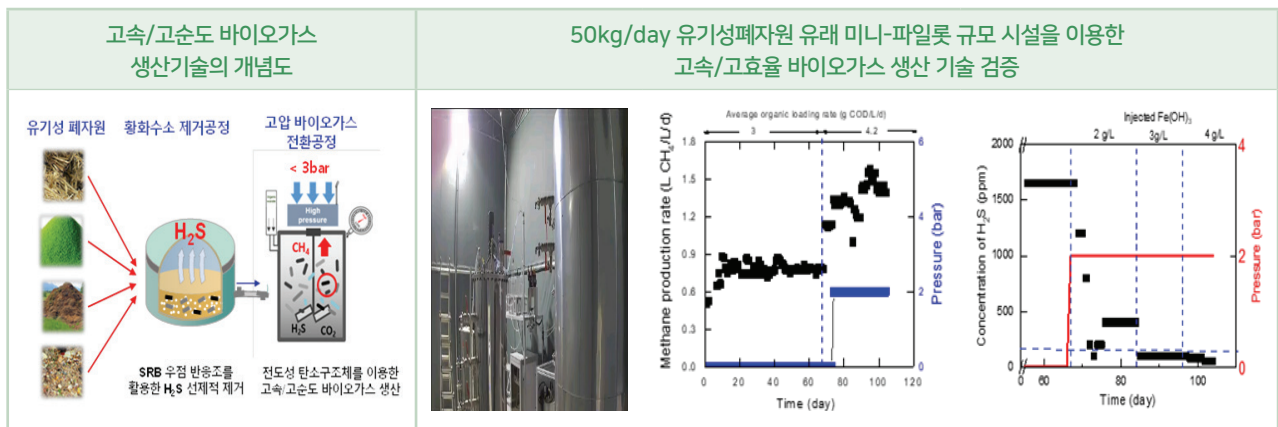 고속/고순도 바이오가스
생산기술의 개념도
50kg/day 유기성폐자원 유래 미니-파일롯 규모 시설을 이용한
고속/고효율 바이오가스 생산 기술 검증
유기성 폐자원
황화수소 제거공정
고압 바이오가스
전환공정
< 3bar
High
pressure
H2S
CH4
H2S
CO2
SRB 우점 반응조를
활용한 H2S 선제적 제거
전도성 탄소구조체를 이용한
고속/고순도 바이오가스 생산
Average organic loading rate (g COD/L/d)
3
4.2
Methane production rate (L CH4/L/d)
1.8
1.5
1.2
0.9
0.6
0.3
0.0
6
4
2
0
Pressure (bar)
0
20
40
60
80
100
120
Time (day)
Injected Fe(OH)3
2 g/L
3g/L
4 g/L
Concentration of H2S (ppm)
2000
1500
1000
500
0
4
2
0
Pressure (bar)
0
60
80
100
Time (day)